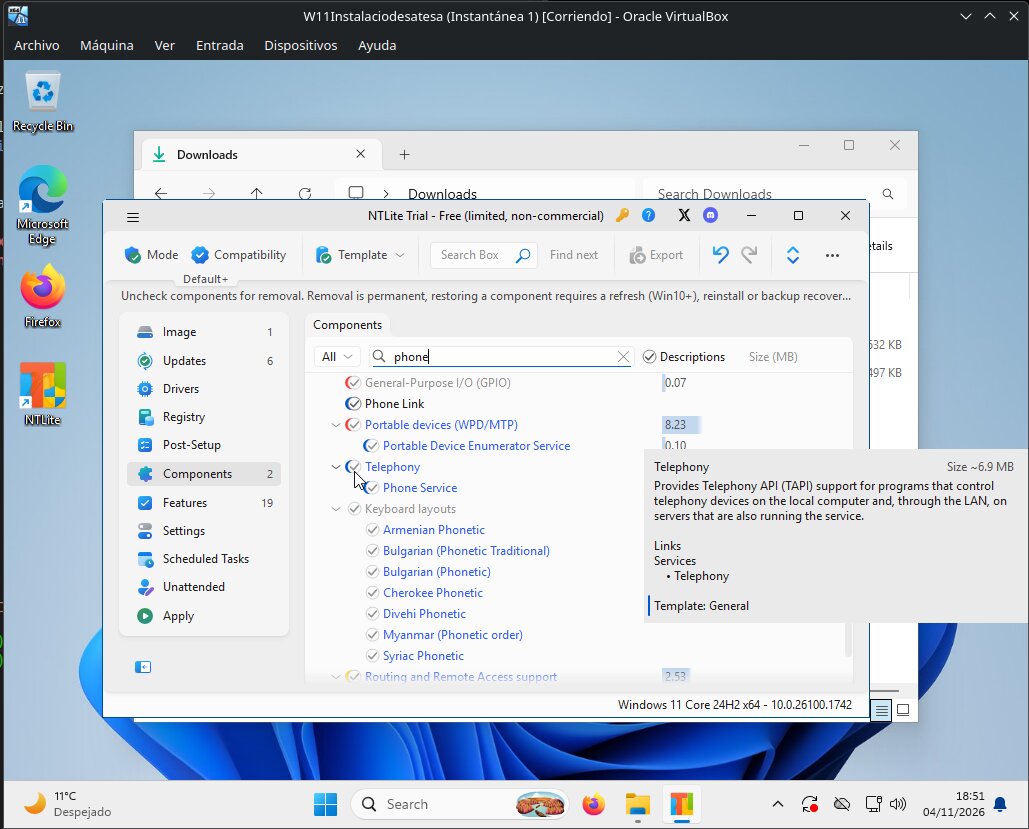 W11Instalaciodesatesa (Instantánea 1) [Corriendo] - Oracle VirtualBox
Archivo Máquina Ver Entrada Dispositivos Ayuda
Recycle Bin
Microsoft Edge
Firefox
NTLite
Downloads
Downloads
Search Downloads
etails
532 KB
497 KB
NTLite Trial - Free (limited, non-commercial)
Mode
Compatibility
Template
Search Box
Find next
Export
Default+
Uncheck components for removal. Removal is permanent, restoring a component requires a refresh (Win10+), reinstall or backup recover...
Image 1
Updates 6
Drivers
Registry
Post-Setup
Components 2
Features 19
Settings
Scheduled Tasks
Unattended
Apply
Components
All
phone
Descriptions
Size (MB)
General-Purpose I/O (GPIO) 0.07
Phone Link
Portable devices (WPD/MTP) 8.23
Portable Device Enumerator Service 0.10
Telephony
Phone Service
Keyboard layouts
Armenian Phonetic
Bulgarian (Phonetic Traditional)
Bulgarian (Phonetic)
Cherokee Phonetic
Divehi Phonetic
Myanmar (Phonetic order)
Syriac Phonetic
Routing and Remote Access support 2.53
Telephony Size ~6.9 MB
Provides Telephony API (TAPI) support for programs that control
telephony devices on the local computer and, through the LAN, on
servers that are also running the service.
Links
Services
• Telephony
Template: General
Windows 11 Core 24H2 x64 - 10.0.26100.1742
11°C
Despejado
Search
18:51
04/11/2026